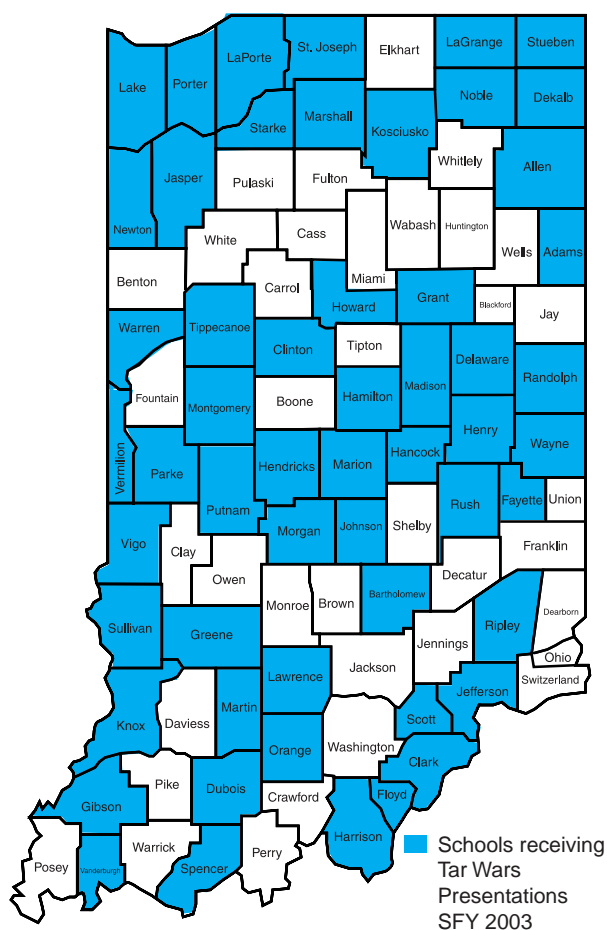 Elkhart
St. Joseph
LaGrange
Stueben
LaPorte
Lake
Porter
Noble
Dekalb
Marshall
Kosciusko
Starke
Whitlely
Allen
Jasper
Pulaski
Fulton
Wabash
Huntington
Newton
White
Cass
Wells
Adams
Benton
Miami
Carrol
Howard
Grant
Blackford
Jay
Warren
Tippecanoe
Clinton
Tipton
Delaware
Madison
Randolph
Fountain
Montgomery
Boone
Hamilton
Henry
Wayne
Vermilion
Parke
Hendricks
Marion
Hancock
Putnam
Rush
Fayette
Union
Morgan
Johnson
Shelby
Vigo
Clay
Franklin
Owen
Decatur
Monroe
Brown
Bartholomew
Dearborn
Sullivan
Greene
Ripley
Jennings
Ohio
Jackson
Switzerland
Lawrence
Jefferson
Martin
Knox
Daviess
Scott
Orange
Washington
Clark
Pike
Dubois
Crawford
Floyd
Gibson
Harrison
Warrick
Perry
Posey
Vanderburgh
Spencer
Schools receiving
Tar Wars
Presentations
SFY 2003